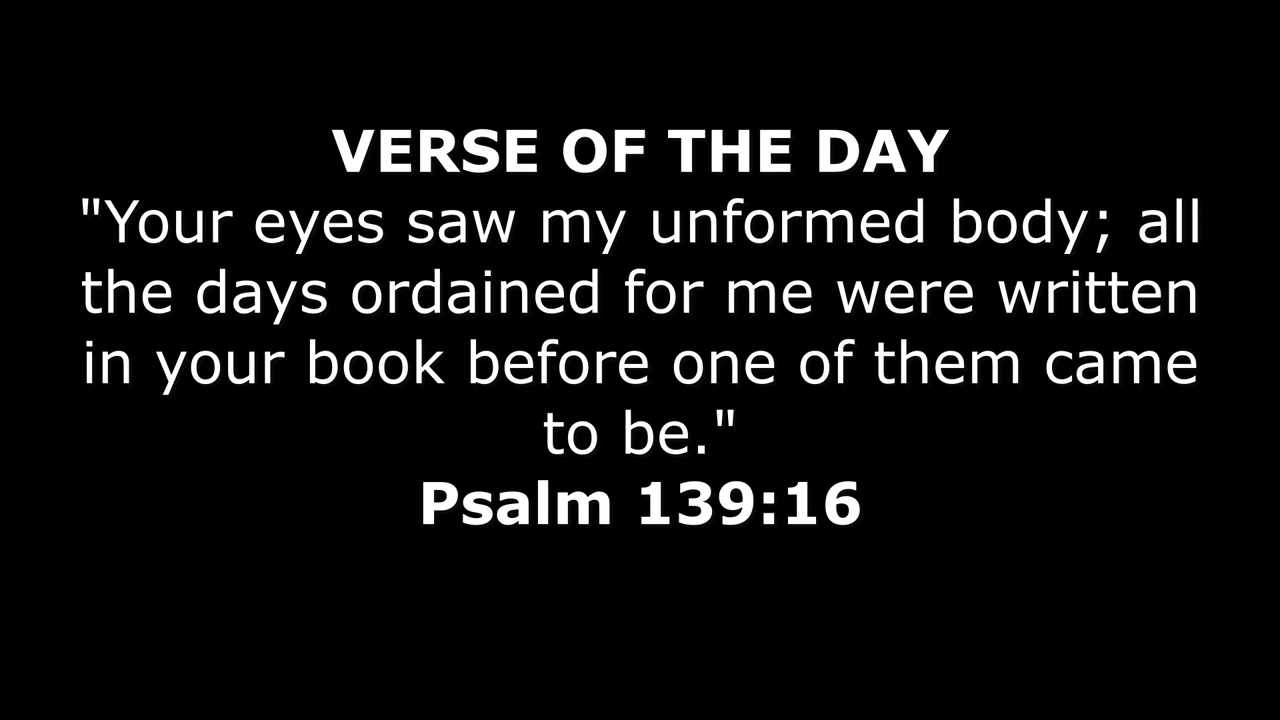 VERSE OF THE DAY
"Your eyes saw my unformed body; all
the days ordained for me were written
in your book before one of them came
to be."
Psalm 139:16